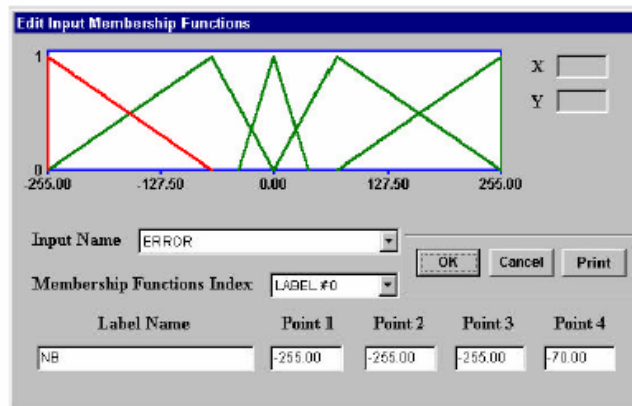 Edit Input Membership Functions
1
0
-255.00 -127.50 0.00 127.50 255.00
X
Y
Input Name ERROR
Membership Functions Index LABEL #0
OK Cancel Print
Label Name Point 1 Point 2 Point 3 Point 4
NB -255.00 -255.00 -255.00 -70.00